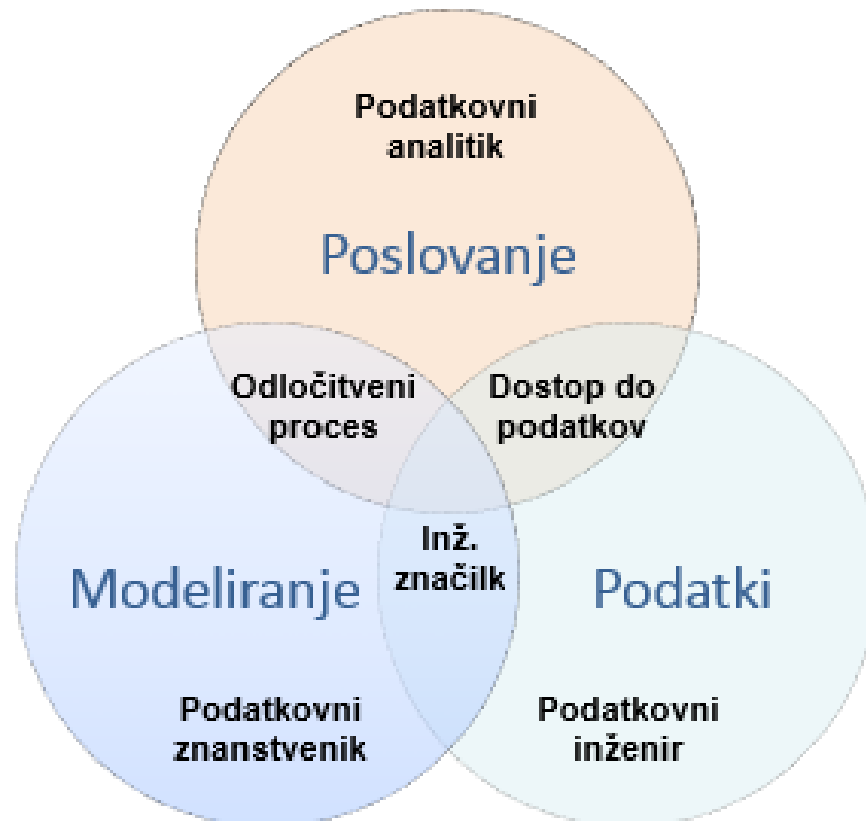 Podatkovni
analitik
Poslovanje
Odločitveni
proces
Dostop do
podatkov
Inž.
značilk
Modeliranje
Podatki
Podatkovni
znanstvenik
Podatkovni
inženir